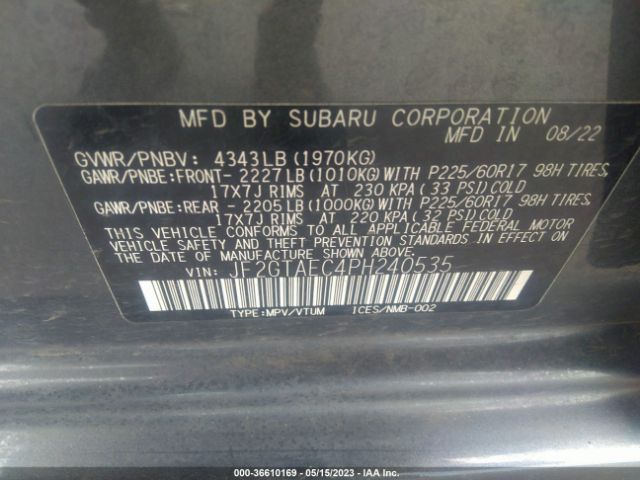 MFD BY SUBARU CORPORATION
MFD IN 08/22
GVWR/PNBV: 4343LB (1970KG)
GAWR/PNBE:FRONT- 2227LB (1010KG)WITH P225/60R17 98H TIRES,
17X7J RIMS AT 230 KPA (33 PSI)COLD
GAWR/PNBE:REAR - 2205LB (1000KG)WITH P225/60R17 98H TIRES,
17X7J RIMS AT 220 KPA (32 PSI)COLD
THIS VEHICLE CONFORMS TO ALL APPLICABLE FEDERAL MOTOR
VEHICLE SAFETY AND THEFT PREVENTION STANDARDS IN EFFECT
ON THE DATE OF MANUFACTURE SHOWN ABOVE.
VIN: JF2GTAEC4PH240535
TYPE:MPV/VTUM ICES/NMB-002
000-36610169 - 05/15/2023 - IAA Inc.